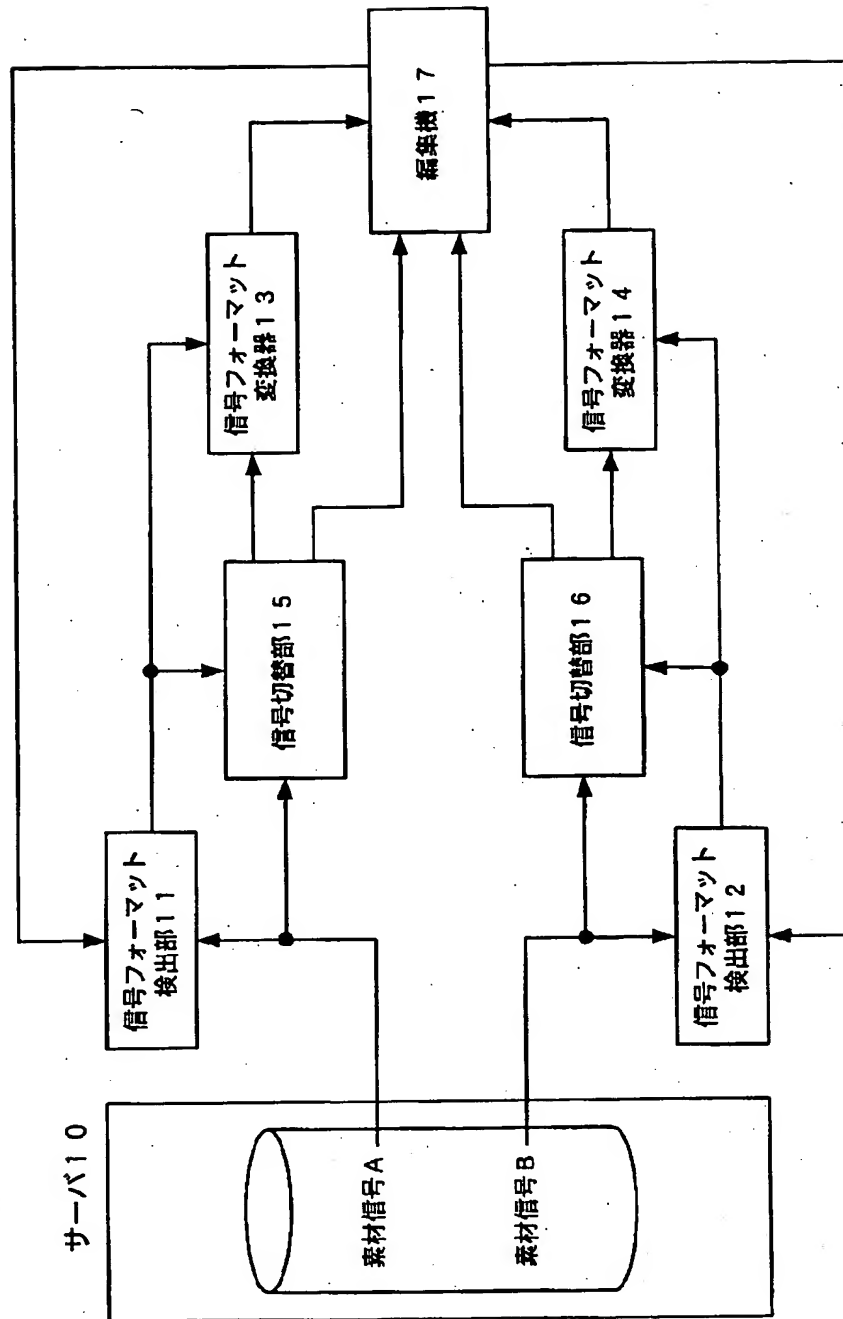 サーバ10
素材信号A
素材信号B
信号フォーマット
検出部11
信号フォーマット
検出部12
信号切替部15
信号切替部16
信号フォーマット
変換器13
信号フォーマット
変換器14
編集機17